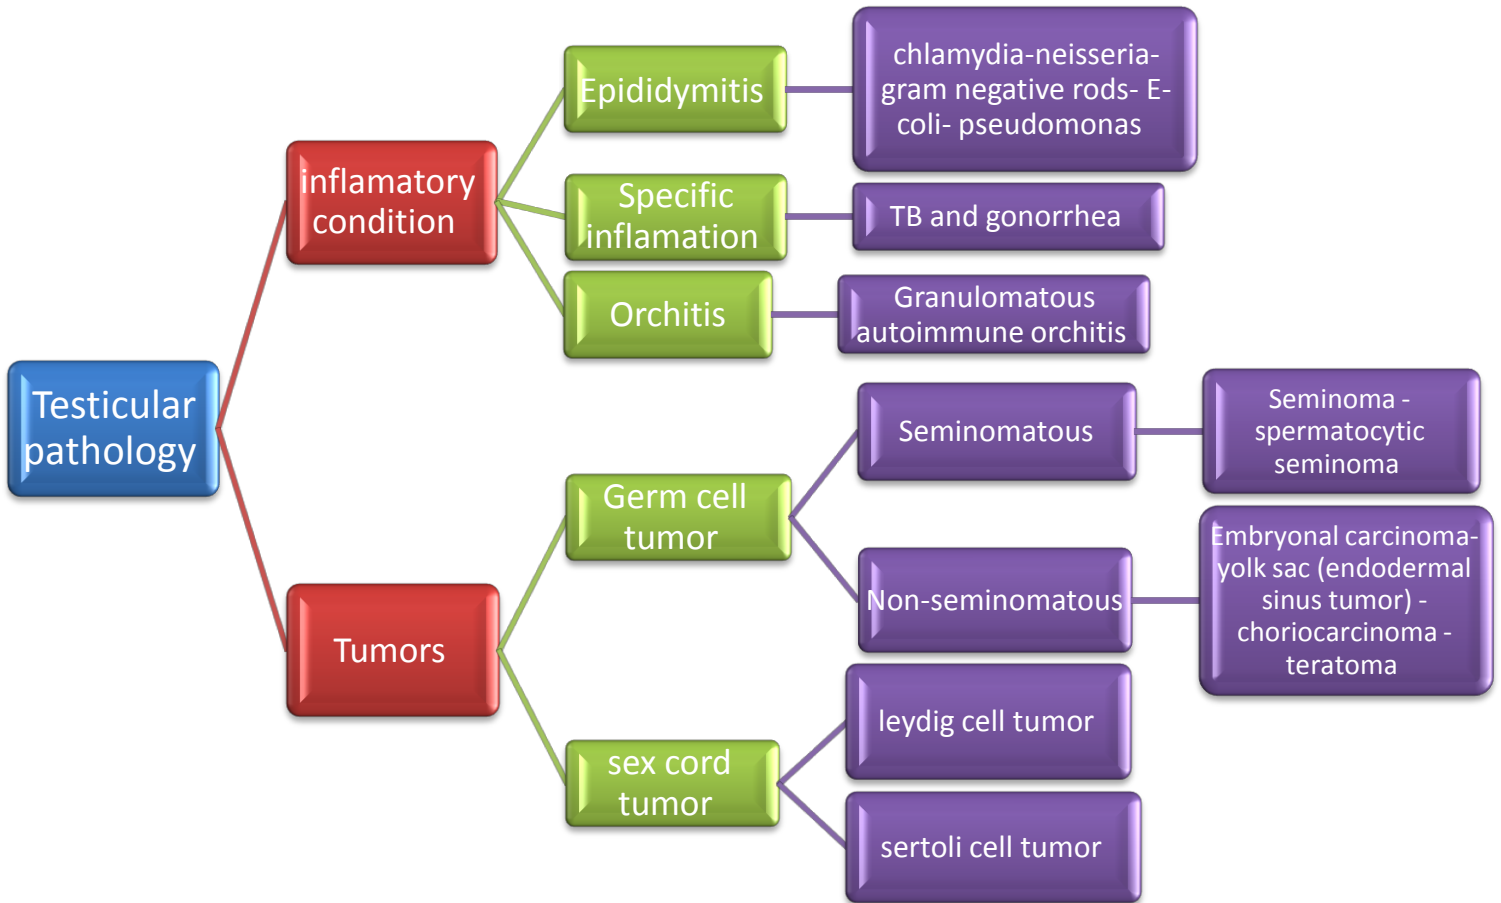 Testicular
pathology
inflamatory
condition
Epididymitis
chlamydia-neisseria-
gram negative rods- E-
coli- pseudomonas
Specific
inflamation
TB and gonorrhea
Orchitis
Granulomatous
autoimmune orchitis
Tumors
Germ cell
tumor
Seminomatous
Seminoma -
spermatocytic
seminoma
Non-seminomatous
Embryonal carcinoma-
yolk sac (endodermal
sinus tumor) -
choriocarcinoma -
teratoma
sex cord
tumor
leydig cell tumor
sertoli cell tumor